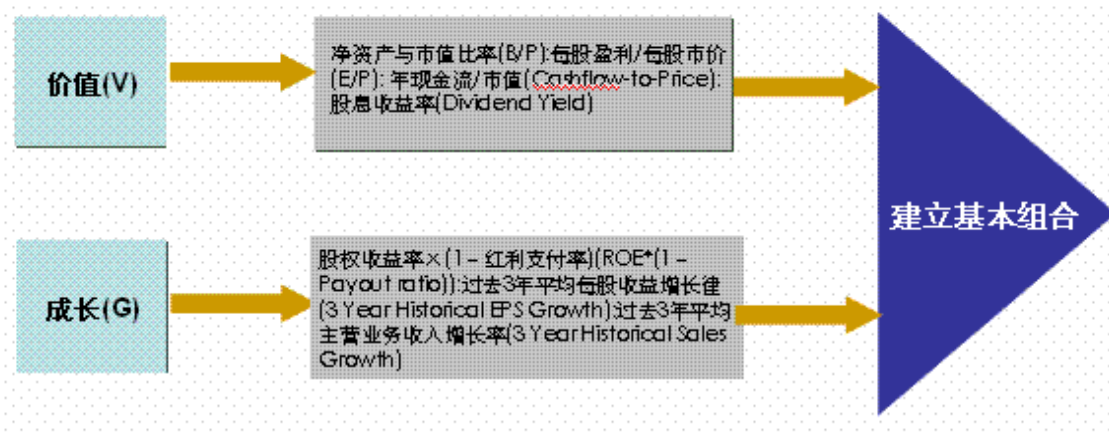 价值(V)
净资产与市值比率(B/P):每股盈利/每股市价
(E/P): 年现金流/市值(Cashflow-to-Price):
股息收益率(Dividend Yield)
成长(G)
股权收益率×(1–红利支付率)(ROE*(1–
Payout ratio)):过去3年平均每股收益增长律
(3 Year Historical EPS Growth):过去3年平均
主营业务收入增长率(3 Year Historical Sales
Growth)
建立基本组合